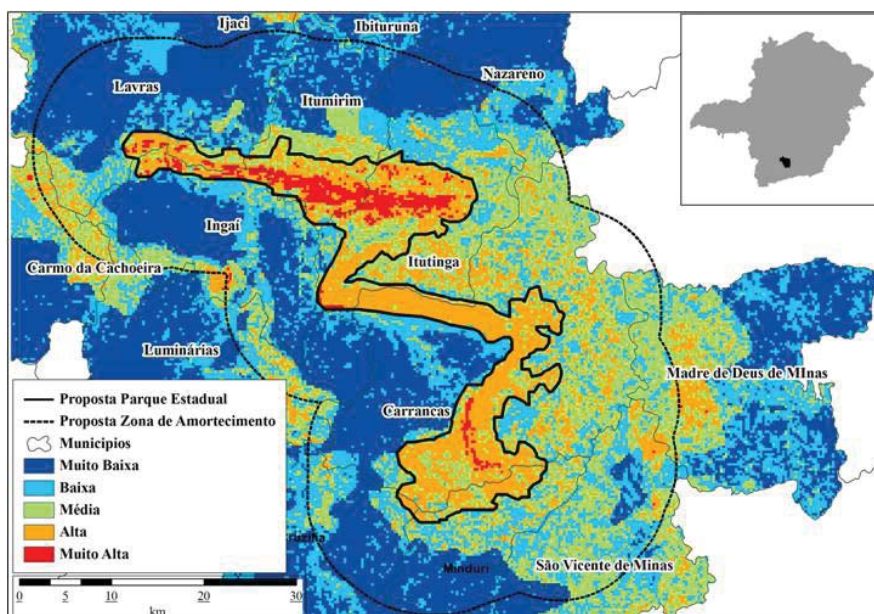 Ijaci
Ibituruna
Nazareno
Lavras
Itumirim
Ingaí
Itutinga
Carmo da Cachoeira
Luminárias
Madre de Deus de MInas
Carrancas
Proposta Parque Estadual
Proposta Zona de Amortecimento
Municípios
Muito Baixa
Baixa
Média
Alta
Muito Alta
Minduri
São Vicente de Minas
0 5 10 20 30
km